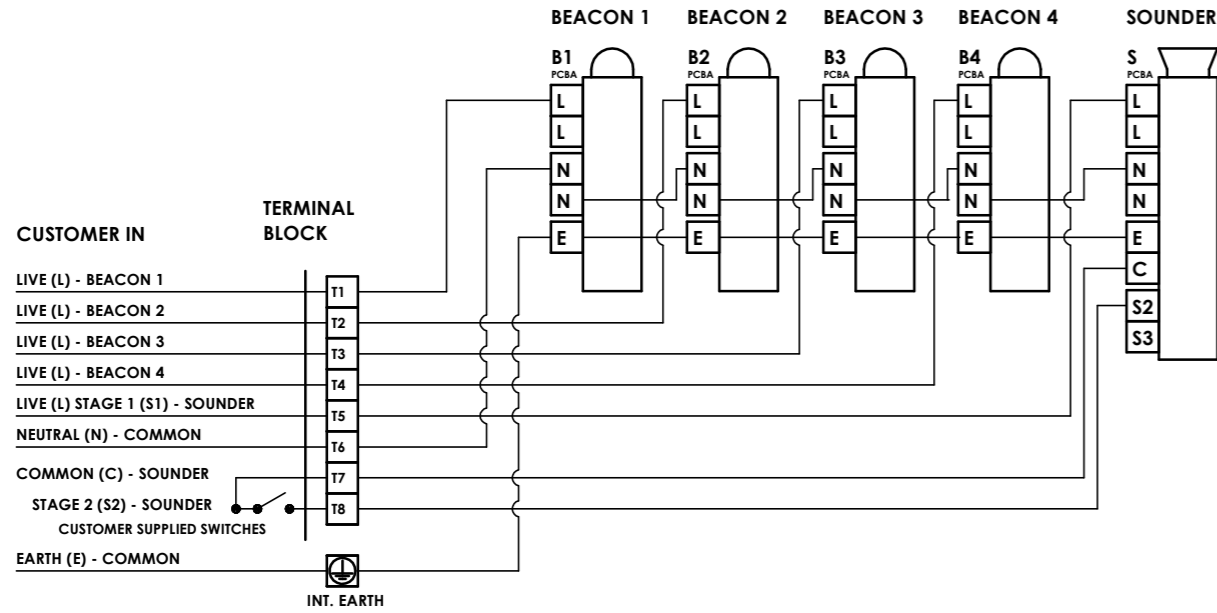 BEACON 1 BEACON 2 BEACON 3 BEACON 4 SOUNDER
B1 B2 B3 B4 S
PCBA PCBA PCBA PCBA PCBA
L L L L L
L L L L L
N N N N N
N N N N N
E E E E E
C
S2
S3
TERMINAL
BLOCK
CUSTOMER IN
LIVE (L) - BEACON 1 T1
LIVE (L) - BEACON 2 T2
LIVE (L) - BEACON 3 T3
LIVE (L) - BEACON 4 T4
LIVE (L) STAGE 1 (S1) - SOUNDER T5
NEUTRAL (N) - COMMON T6
COMMON (C) - SOUNDER T7
STAGE 2 (S2) - SOUNDER T8
CUSTOMER SUPPLIED SWITCHES
EARTH (E) - COMMON
INT. EARTH